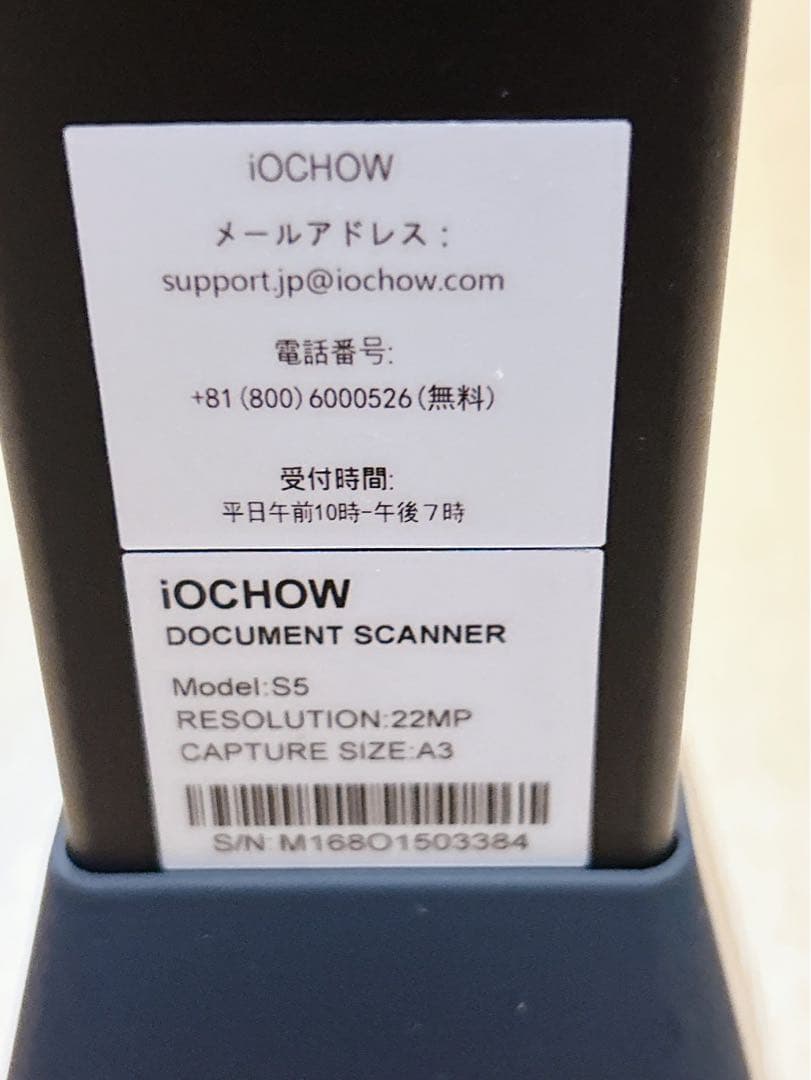 iOCHOW
メールアドレス：
support.jp@iochow.com
電話番号:
+81(800)6000526(無料)
受付時間:
平日午前10時-午後７時
iOCHOW
DOCUMENT SCANNER
Model:S5
RESOLUTION:22MP
CAPTURE SIZE:A3
S/N:M168O1503384